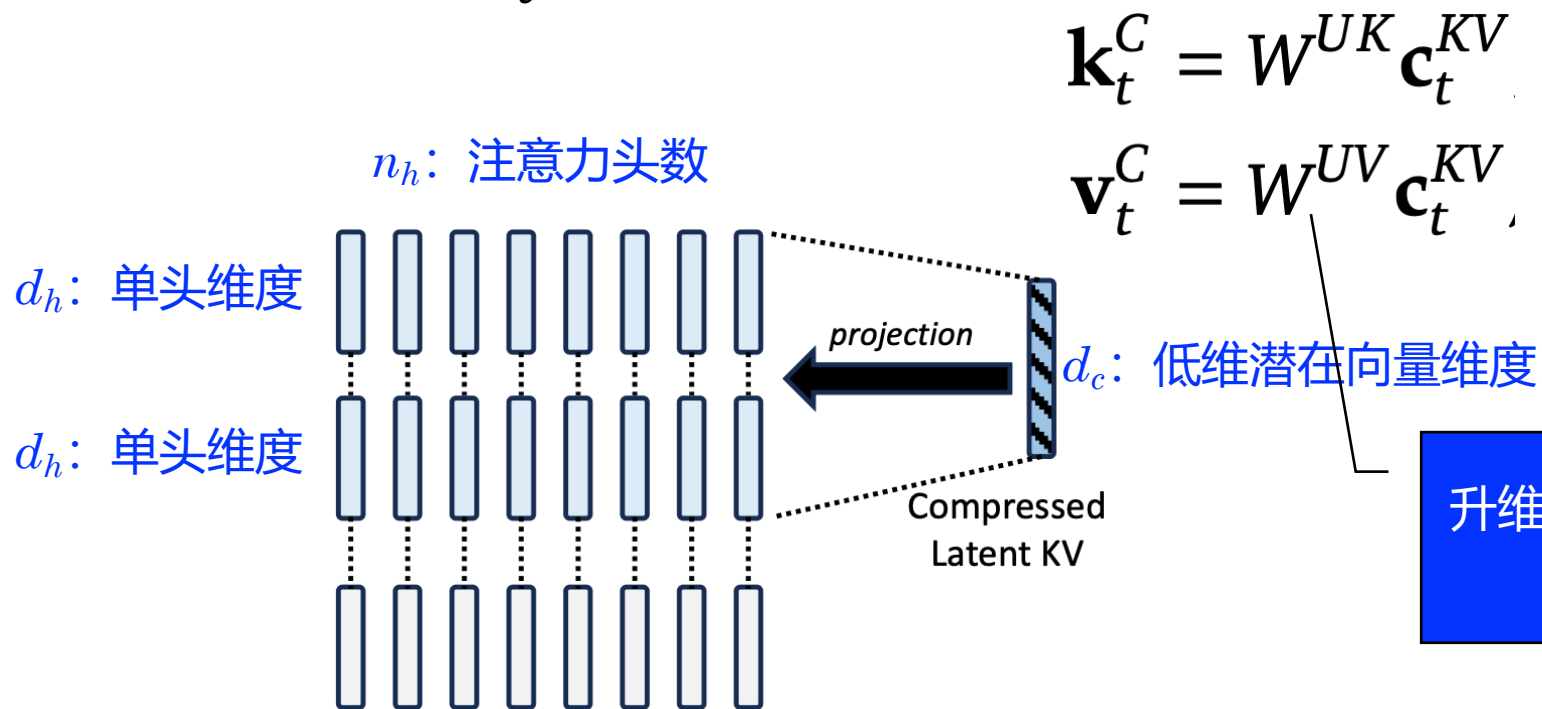 𝐤_t^C = W^{UK} 𝐜_t^{KV}
n_h：注意力头数
𝐯_t^C = W^{UV} 𝐜_t^{KV}
d_h：单头维度
projection
d_c：低维潜在向量维度
d_h：单头维度
Compressed
Latent KV
升维